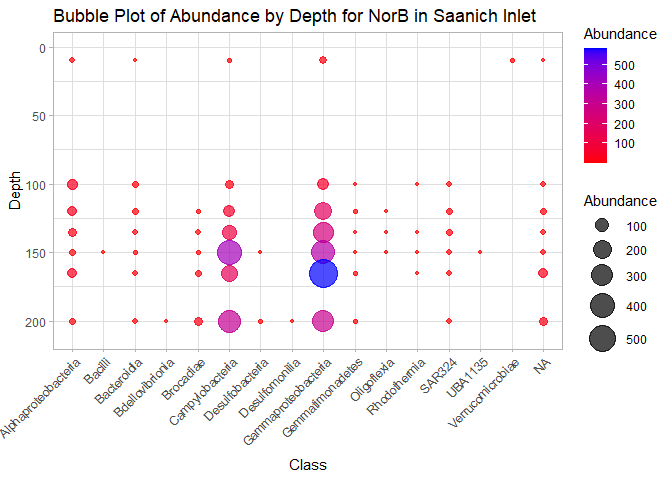 Bubble Plot of Abundance by Depth for NorB in Saanich Inlet
Depth
0
50
100
150
200
Alphaproteobacteria
Bacilli
Bacteroidia
Bdellovibrionia
Brocadiae
Campylobacteria
Desulfobacteria
Desulfomonilia
Gammaproteobacteria
Gemmatimonadetes
Oligoflexia
Rhodothermia
SAR324
UBA1135
Verrucomicrobiae
NA
Class
Abundance
500
400
300
200
100
Abundance
100
200
300
400
500